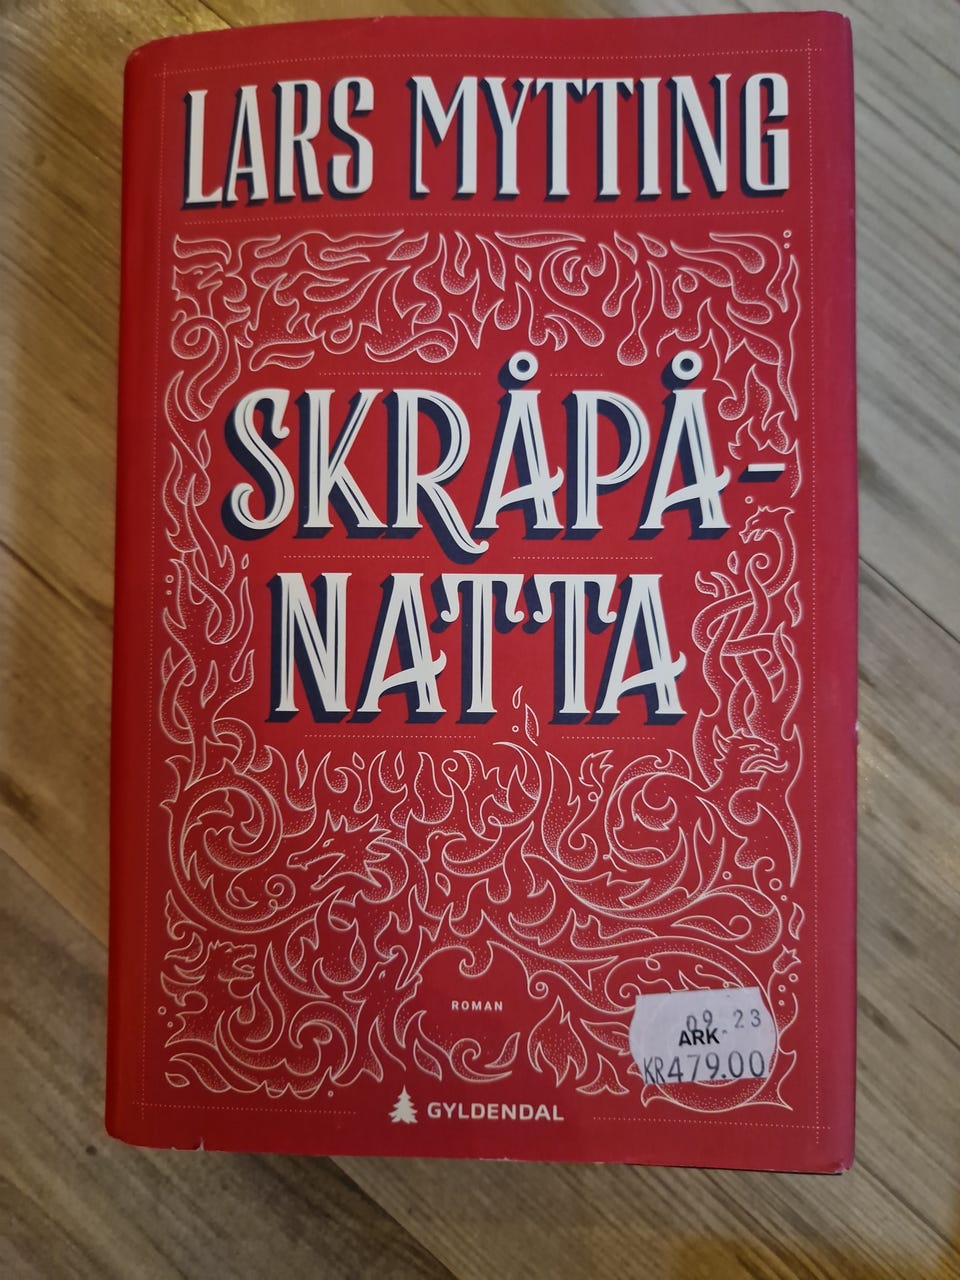 LARS MYTTING
SKRÅPÅ-
NATTA
ROMAN
09.23
ARK
KR479.00
GYLDENDAL